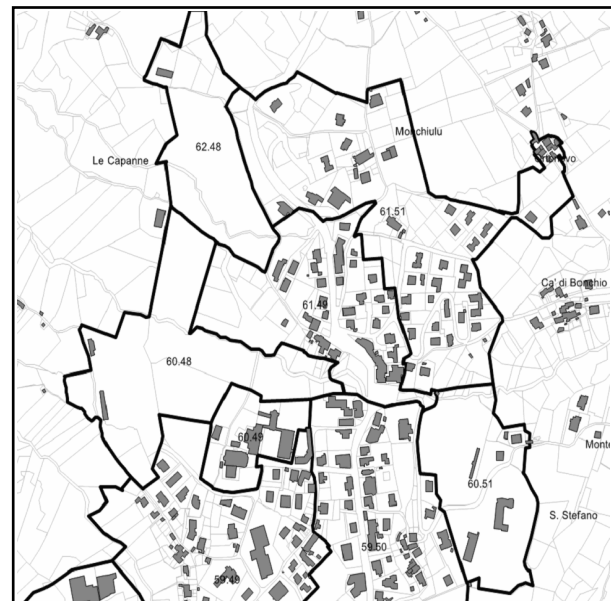 Monchiulu
62.48
Le Capanne
61.51
Ca' di Bonchio
61.49
60.48
60.49
Monte
60.51
S. Stefano
59.50
59.49